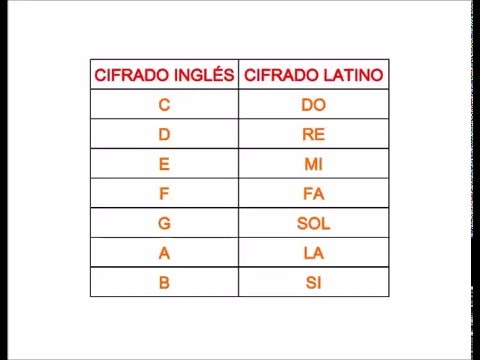 CIFRADO INGLÉS CIFRADO LATINO
C DO
D RE
E MI
F FA
G SOL
A LA
B SI